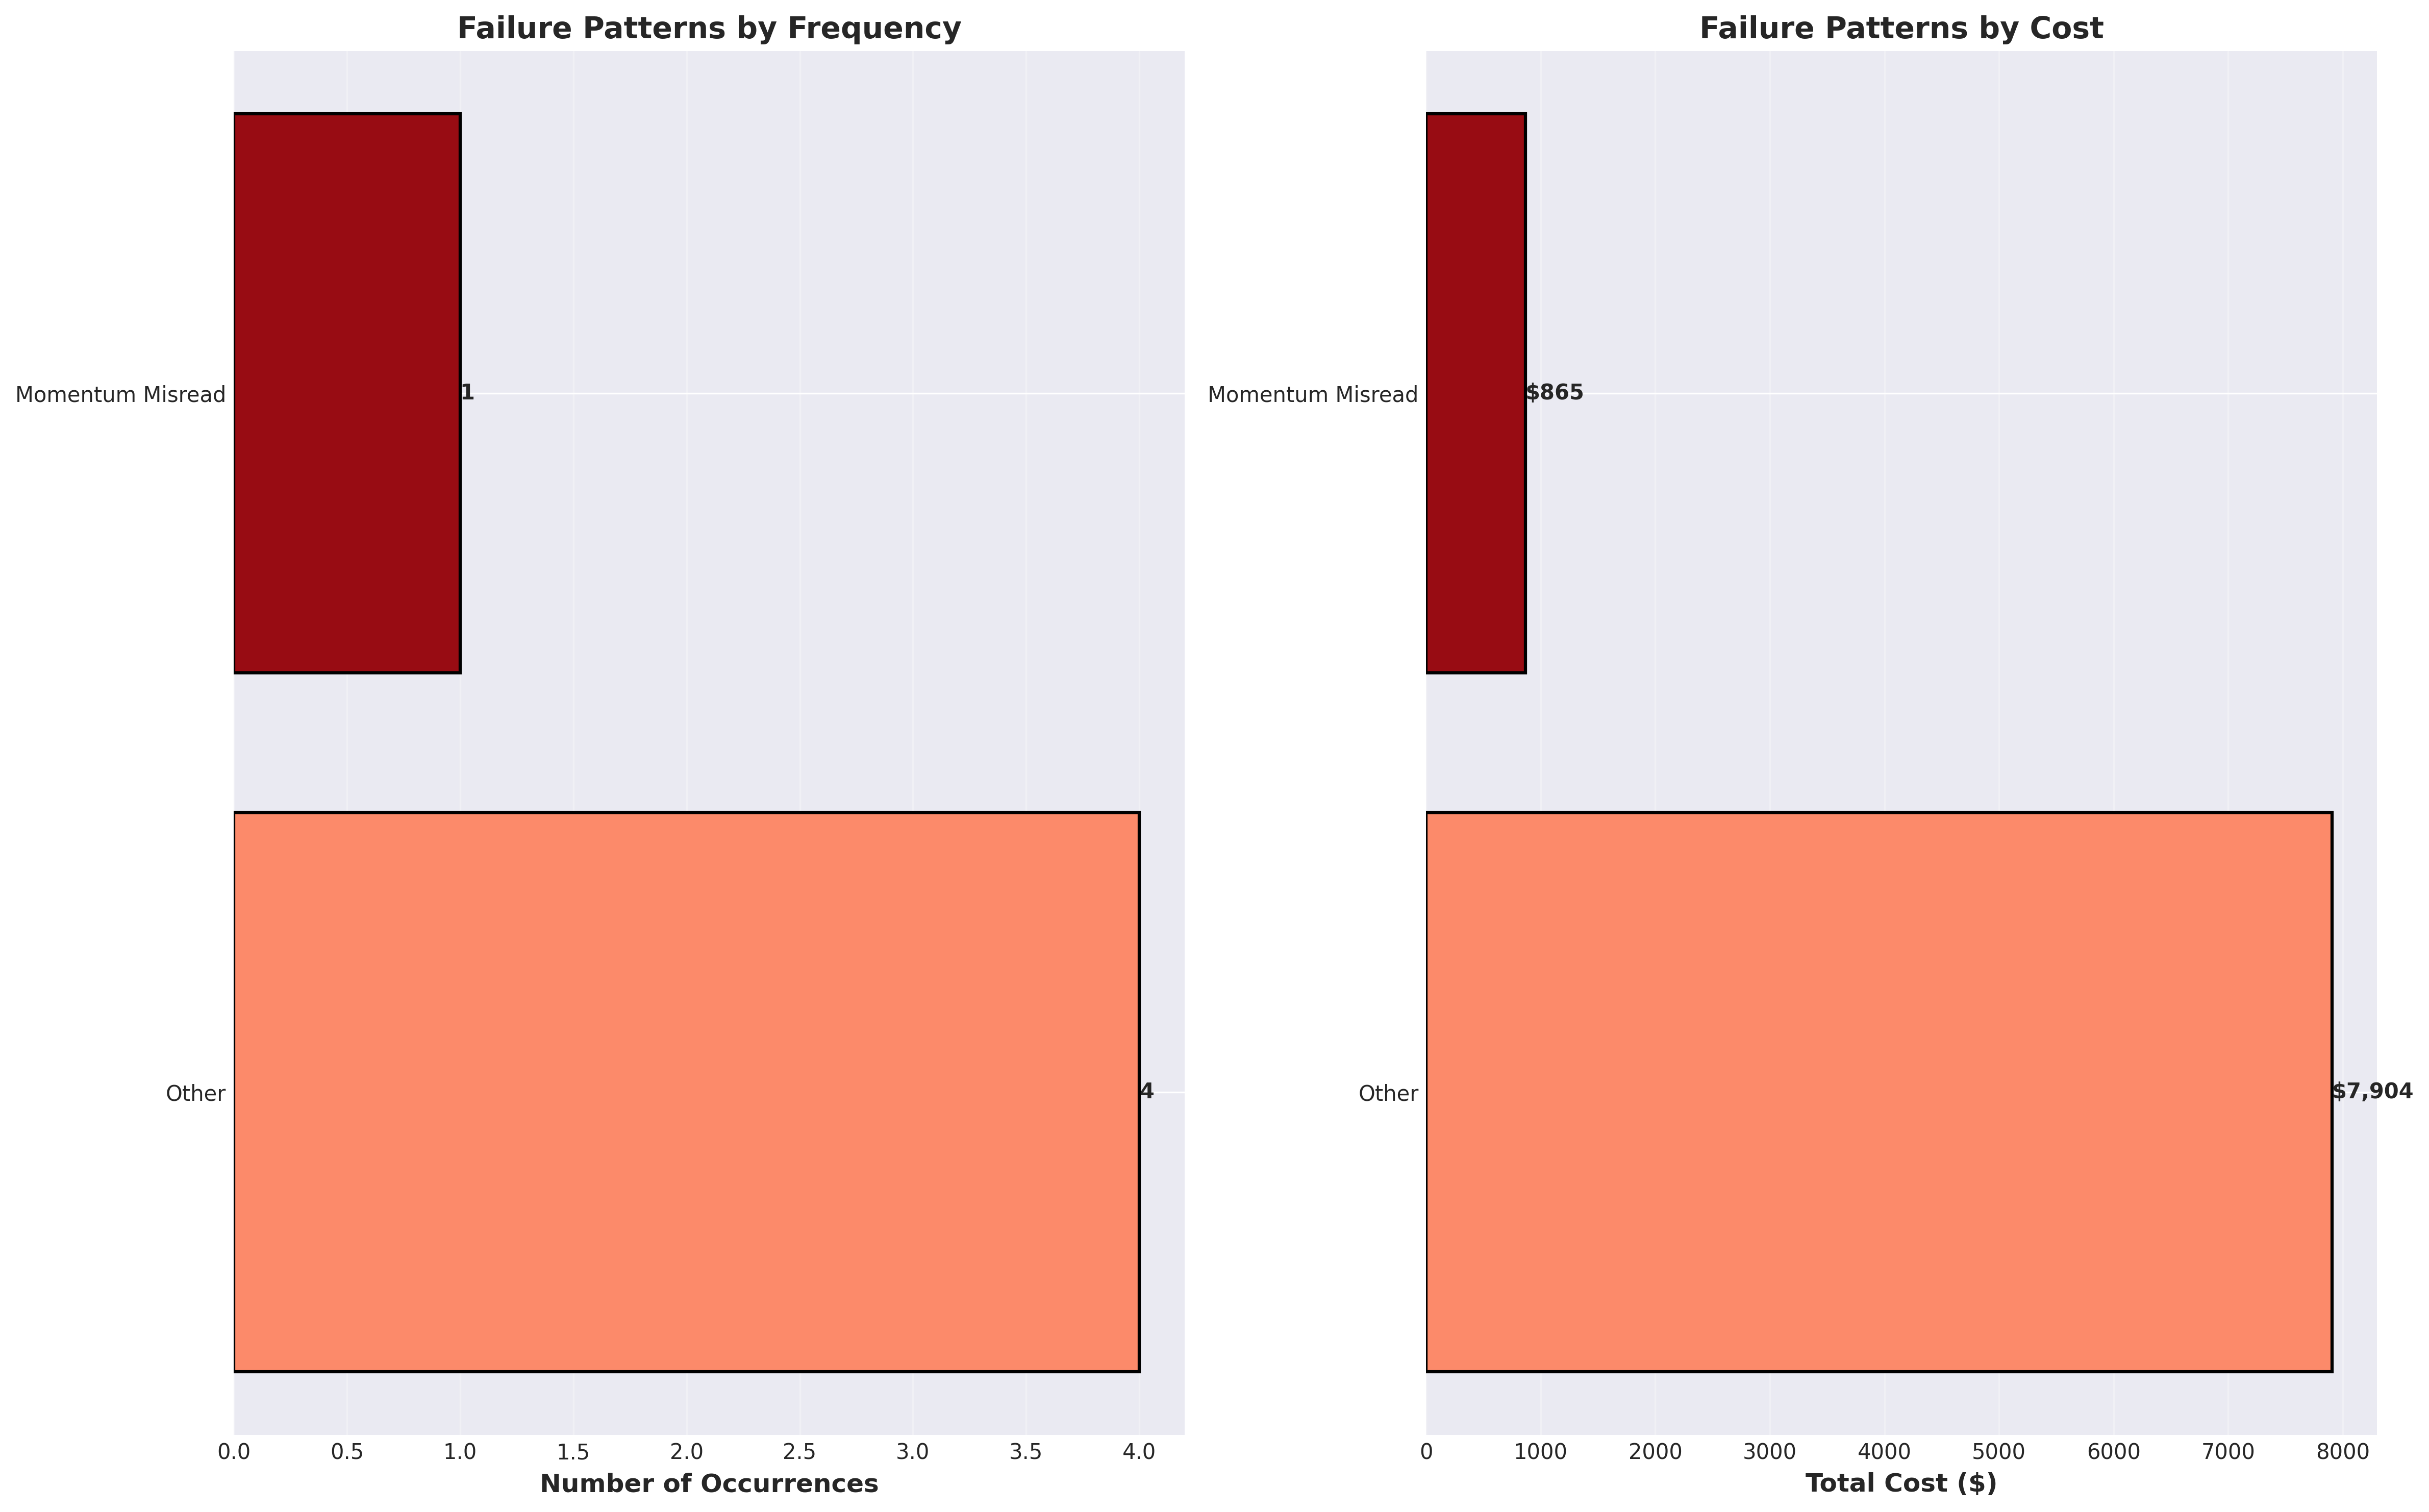 Failure Patterns by Frequency
Momentum Misread
1
Other
4
0.0 0.5 1.0 1.5 2.0 2.5 3.0 3.5 4.0
Number of Occurrences
Failure Patterns by Cost
Momentum Misread
$865
Other
$7,904
0 1000 2000 3000 4000 5000 6000 7000 8000
Total Cost ($)